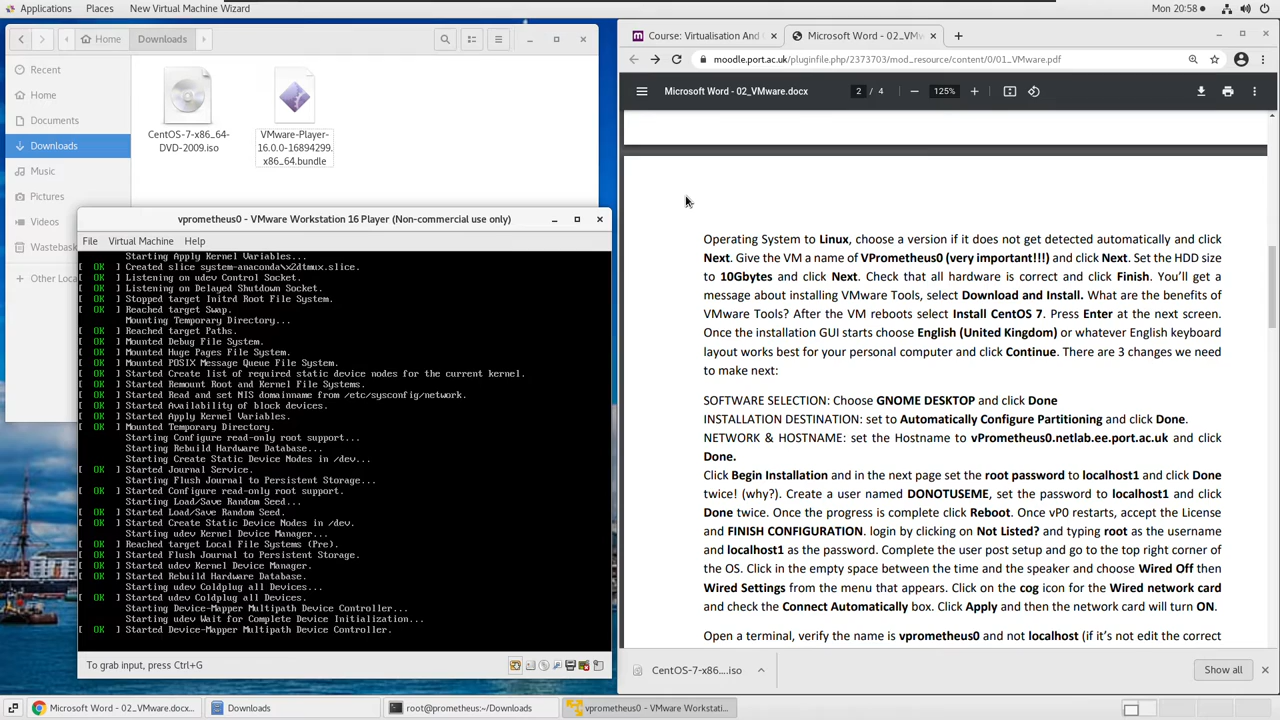 Applications Places New Virtual Machine Wizard
Mon 20:58
Home Downloads
Recent
Home
Documents
Downloads
Music
Pictures
Videos
Wastebask
Other Loca
CentOS-7-x86_64-
DVD-2009.iso
VMware-Player-
16.0.0-16894299.
x86_64.bundle
vprometheus0 - VMware Workstation 16 Player (Non-commercial use only)
File Virtual Machine Help
Starting Apply Kernel Variables...
[ OK ] Created slice system-anaconda\x2dtmux.slice.
[ OK ] Listening on udev Control Socket.
[ OK ] Listening on Delayed Shutdown Socket.
[ OK ] Stopped target Initrd Root File System.
[ OK ] Reached target Swap.
Mounting Temporary Directory...
[ OK ] Reached target Paths.
[ OK ] Mounted Debug File System.
[ OK ] Mounted Huge Pages File System.
[ OK ] Mounted POSIX Message Queue File System.
[ OK ] Started Create list of required static device nodes for the current kernel.
[ OK ] Started Remount Root and Kernel File Systems.
[ OK ] Started Read and set NIS domainname from /etc/sysconfig/network.
[ OK ] Started Availability of block devices.
[ OK ] Started Apply Kernel Variables.
[ OK ] Mounted Temporary Directory.
Starting Configure read-only root support...
Starting Rebuild Hardware Database...
Starting Create Static Device Nodes in /dev...
[ OK ] Started Journal Service.
Starting Flush Journal to Persistent Storage...
[ OK ] Started Configure read-only root support.
Starting Load/Save Random Seed...
[ OK ] Started Load/Save Random Seed.
[ OK ] Started Create Static Device Nodes in /dev.
Starting udev Kernel Device Manager...
[ OK ] Reached target Local File Systems (Pre).
[ OK ] Started Flush Journal to Persistent Storage.
[ OK ] Started udev Kernel Device Manager.
[ OK ] Started Rebuild Hardware Database.
Starting udev Coldplug all Devices...
[ OK ] Started udev Coldplug all Devices.
Starting Device-Mapper Multipath Device Controller...
Starting udev Wait for Complete Device Initialization...
[ OK ] Started Device-Mapper Multipath Device Controller.
To grab input, press Ctrl+G
Course: Virtualisation And Microsoft Word - 02_VMw
moodle.port.ac.uk/pluginfile.php/2373703/mod_resource/content/0/01_VMware.pdf
Microsoft Word - 02_VMware.docx 2 / 4 125%
Operating System to Linux, choose a version if it does not get detected automatically and click
Next. Give the VM a name of VPrometheus0 (very important!!!) and click Next. Set the HDD size
to 10Gbytes and click Next. Check that all hardware is correct and click Finish. You’ll get a
message about installing VMware Tools, select Download and Install. What are the benefits of
VMware Tools? After the VM reboots select Install CentOS 7. Press Enter at the next screen.
Once the installation GUI starts choose English (United Kingdom) or whatever English keyboard
layout works best for your personal computer and click Continue. There are 3 changes we need
to make next:
SOFTWARE SELECTION: Choose GNOME DESKTOP and click Done
INSTALLATION DESTINATION: set to Automatically Configure Partitioning and click Done.
NETWORK & HOSTNAME: set the Hostname to vPrometheus0.netlab.ee.port.ac.uk and click
Done.
Click Begin Installation and in the next page set the root password to localhost1 and click Done
twice! (why?). Create a user named DONOTUSEME, set the password to localhost1 and click
Done twice. Once the progress is complete click Reboot. Once vP0 restarts, accept the License
and FINISH CONFIGURATION. login by clicking on Not Listed? and typing root as the username
and localhost1 as the password. Complete the user post setup and go to the top right corner of
the OS. Click in the empty space between the time and the speaker and choose Wired Off then
Wired Settings from the menu that appears. Click on the cog icon for the Wired network card
and check the Connect Automatically box. Click Apply and then the network card will turn ON.
Open a terminal, verify the name is vprometheus0 and not localhost (if it’s not edit the correct
CentOS-7-x86....iso
Show all
Microsoft Word - 02_VMware.docx... Downloads root@prometheus:~/Downloads vprometheus0 - VMware Workstati...